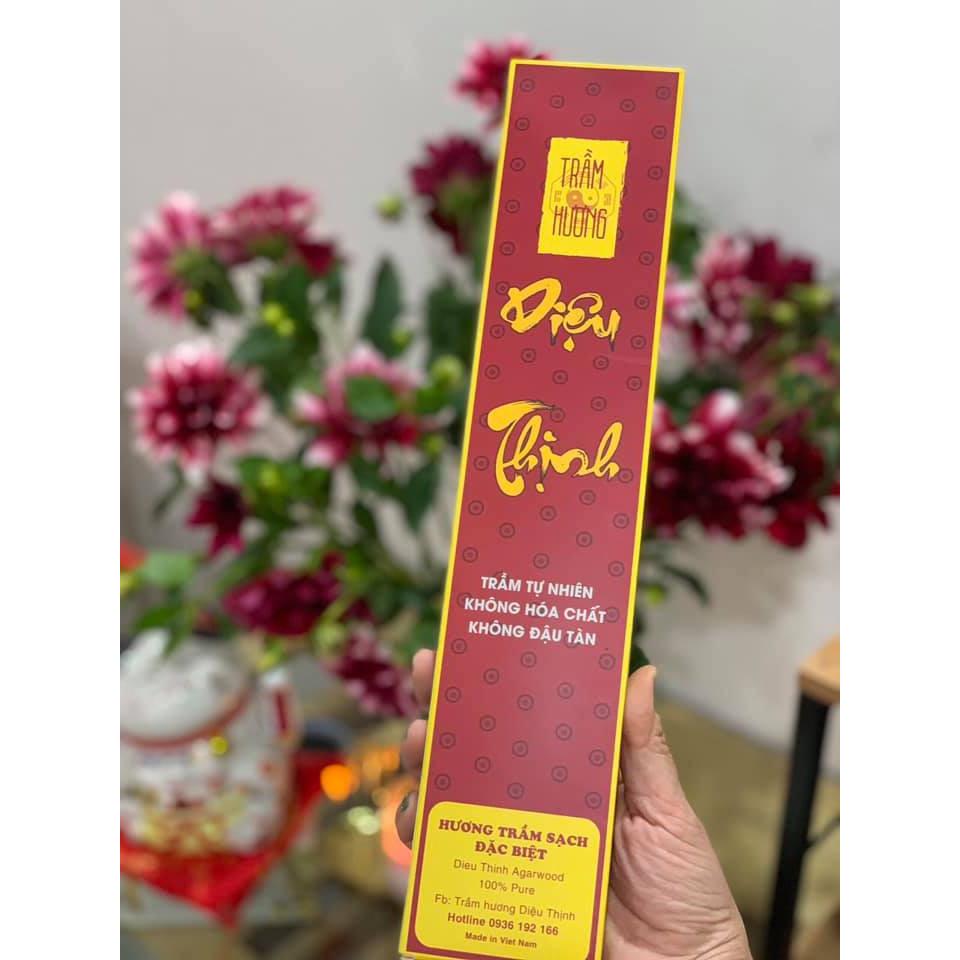 TRẦM
HƯƠNG
Diệu
Thịnh
TRẦM TỰ NHIÊN
KHÔNG HÓA CHẤT
KHÔNG ĐẬU TÀN
HƯƠNG TRẦM SẠCH
ĐẶC BIỆT
Dieu Thinh Agarwood
100% Pure
Fb: Trầm hương Diệu Thịnh
Hotline 0936 192 166
Made in Viet Nam